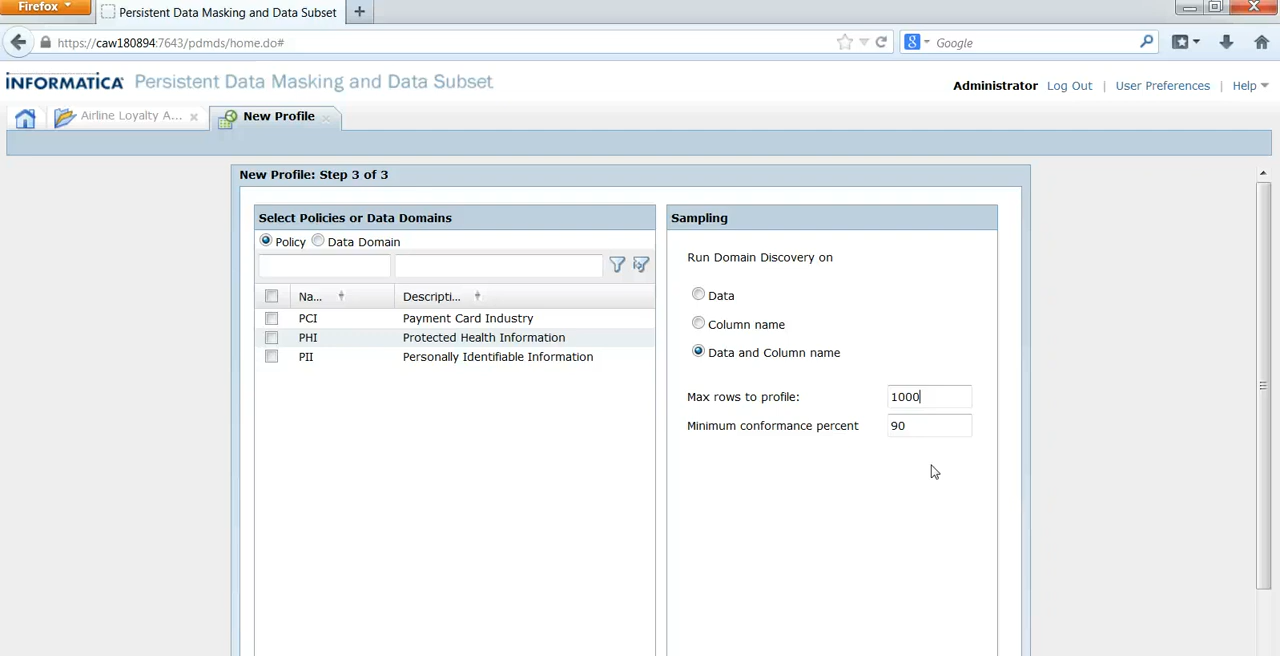 Firefox
Persistent Data Masking and Data Subset
https://caw180894:7643/pdmds/home.do#
Google
INFORMATICA Persistent Data Masking and Data Subset
Administrator Log Out | User Preferences | Help
Airline Loyalty A...
New Profile
New Profile: Step 3 of 3
Select Policies or Data Domains
Policy Data Domain
Na... Descripti...
PCI Payment Card Industry
PHI Protected Health Information
PII Personally Identifiable Information
Sampling
Run Domain Discovery on
Data
Column name
Data and Column name
Max rows to profile: 1000
Minimum conformance percent 90